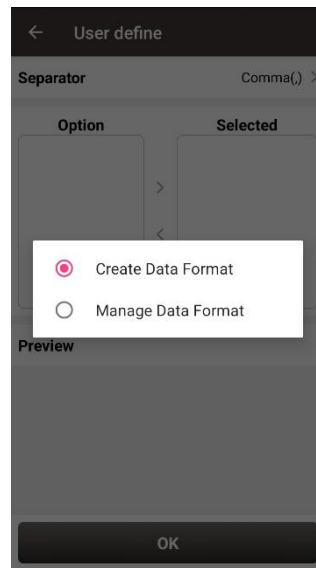 User define
Separator Comma(,)
Option Selected
Create Data Format
Manage Data Format
Preview
OK